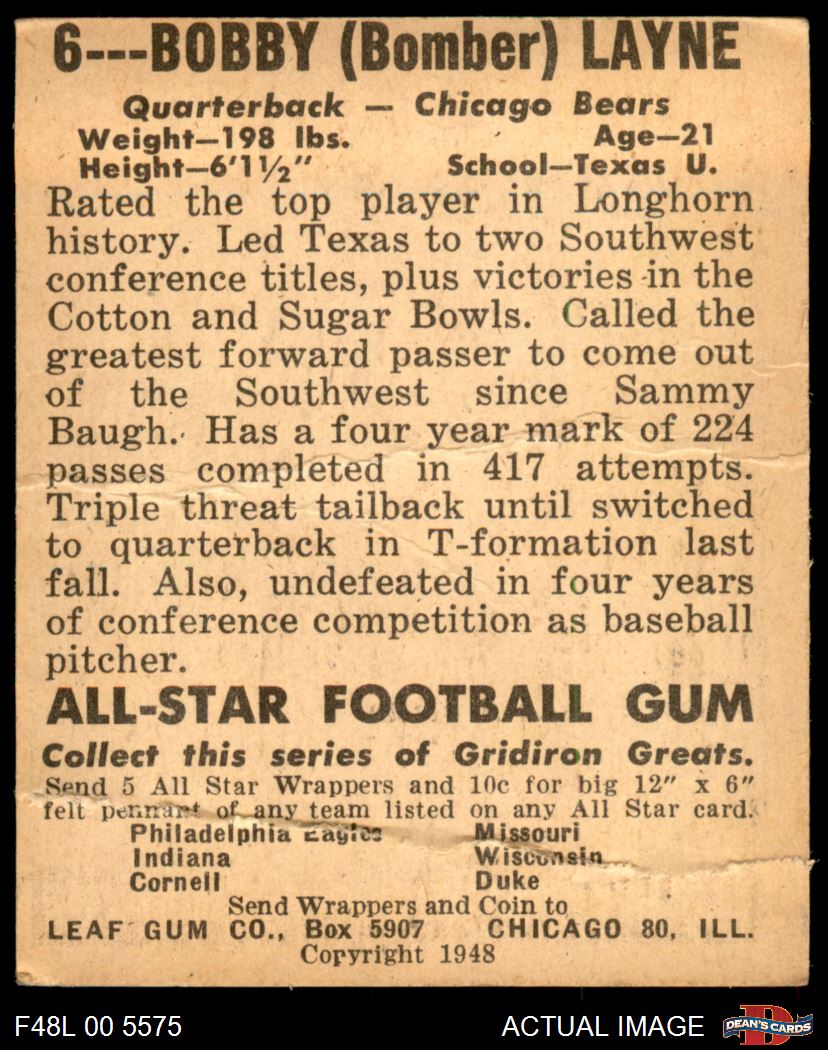 6---BOBBY (Bomber) LAYNE
Quarterback — Chicago Bears
Weight—198 lbs. Age—21
Height—6'1½" School—Texas U.
Rated the top player in Longhorn
history. Led Texas to two Southwest
conference titles, plus victories in the
Cotton and Sugar Bowls. Called the
greatest forward passer to come out
of the Southwest since Sammy
Baugh. Has a four year mark of 224
passes completed in 417 attempts.
Triple threat tailback until switched
to quarterback in T-formation last
fall. Also, undefeated in four years
of conference competition as baseball
pitcher.
ALL-STAR FOOTBALL GUM
Collect this series of Gridiron Greats.
Send 5 All Star Wrappers and 10c for big 12" x 6"
felt pennant of any team listed on any All Star card.
Philadelphia Eagles Missouri
Indiana Wisconsin
Cornell Duke
Send Wrappers and Coin to
LEAF GUM CO., Box 5907 CHICAGO 80, ILL.
Copyright 1948
F48L 00 5575 ACTUAL IMAGE DEAN'S CARDS